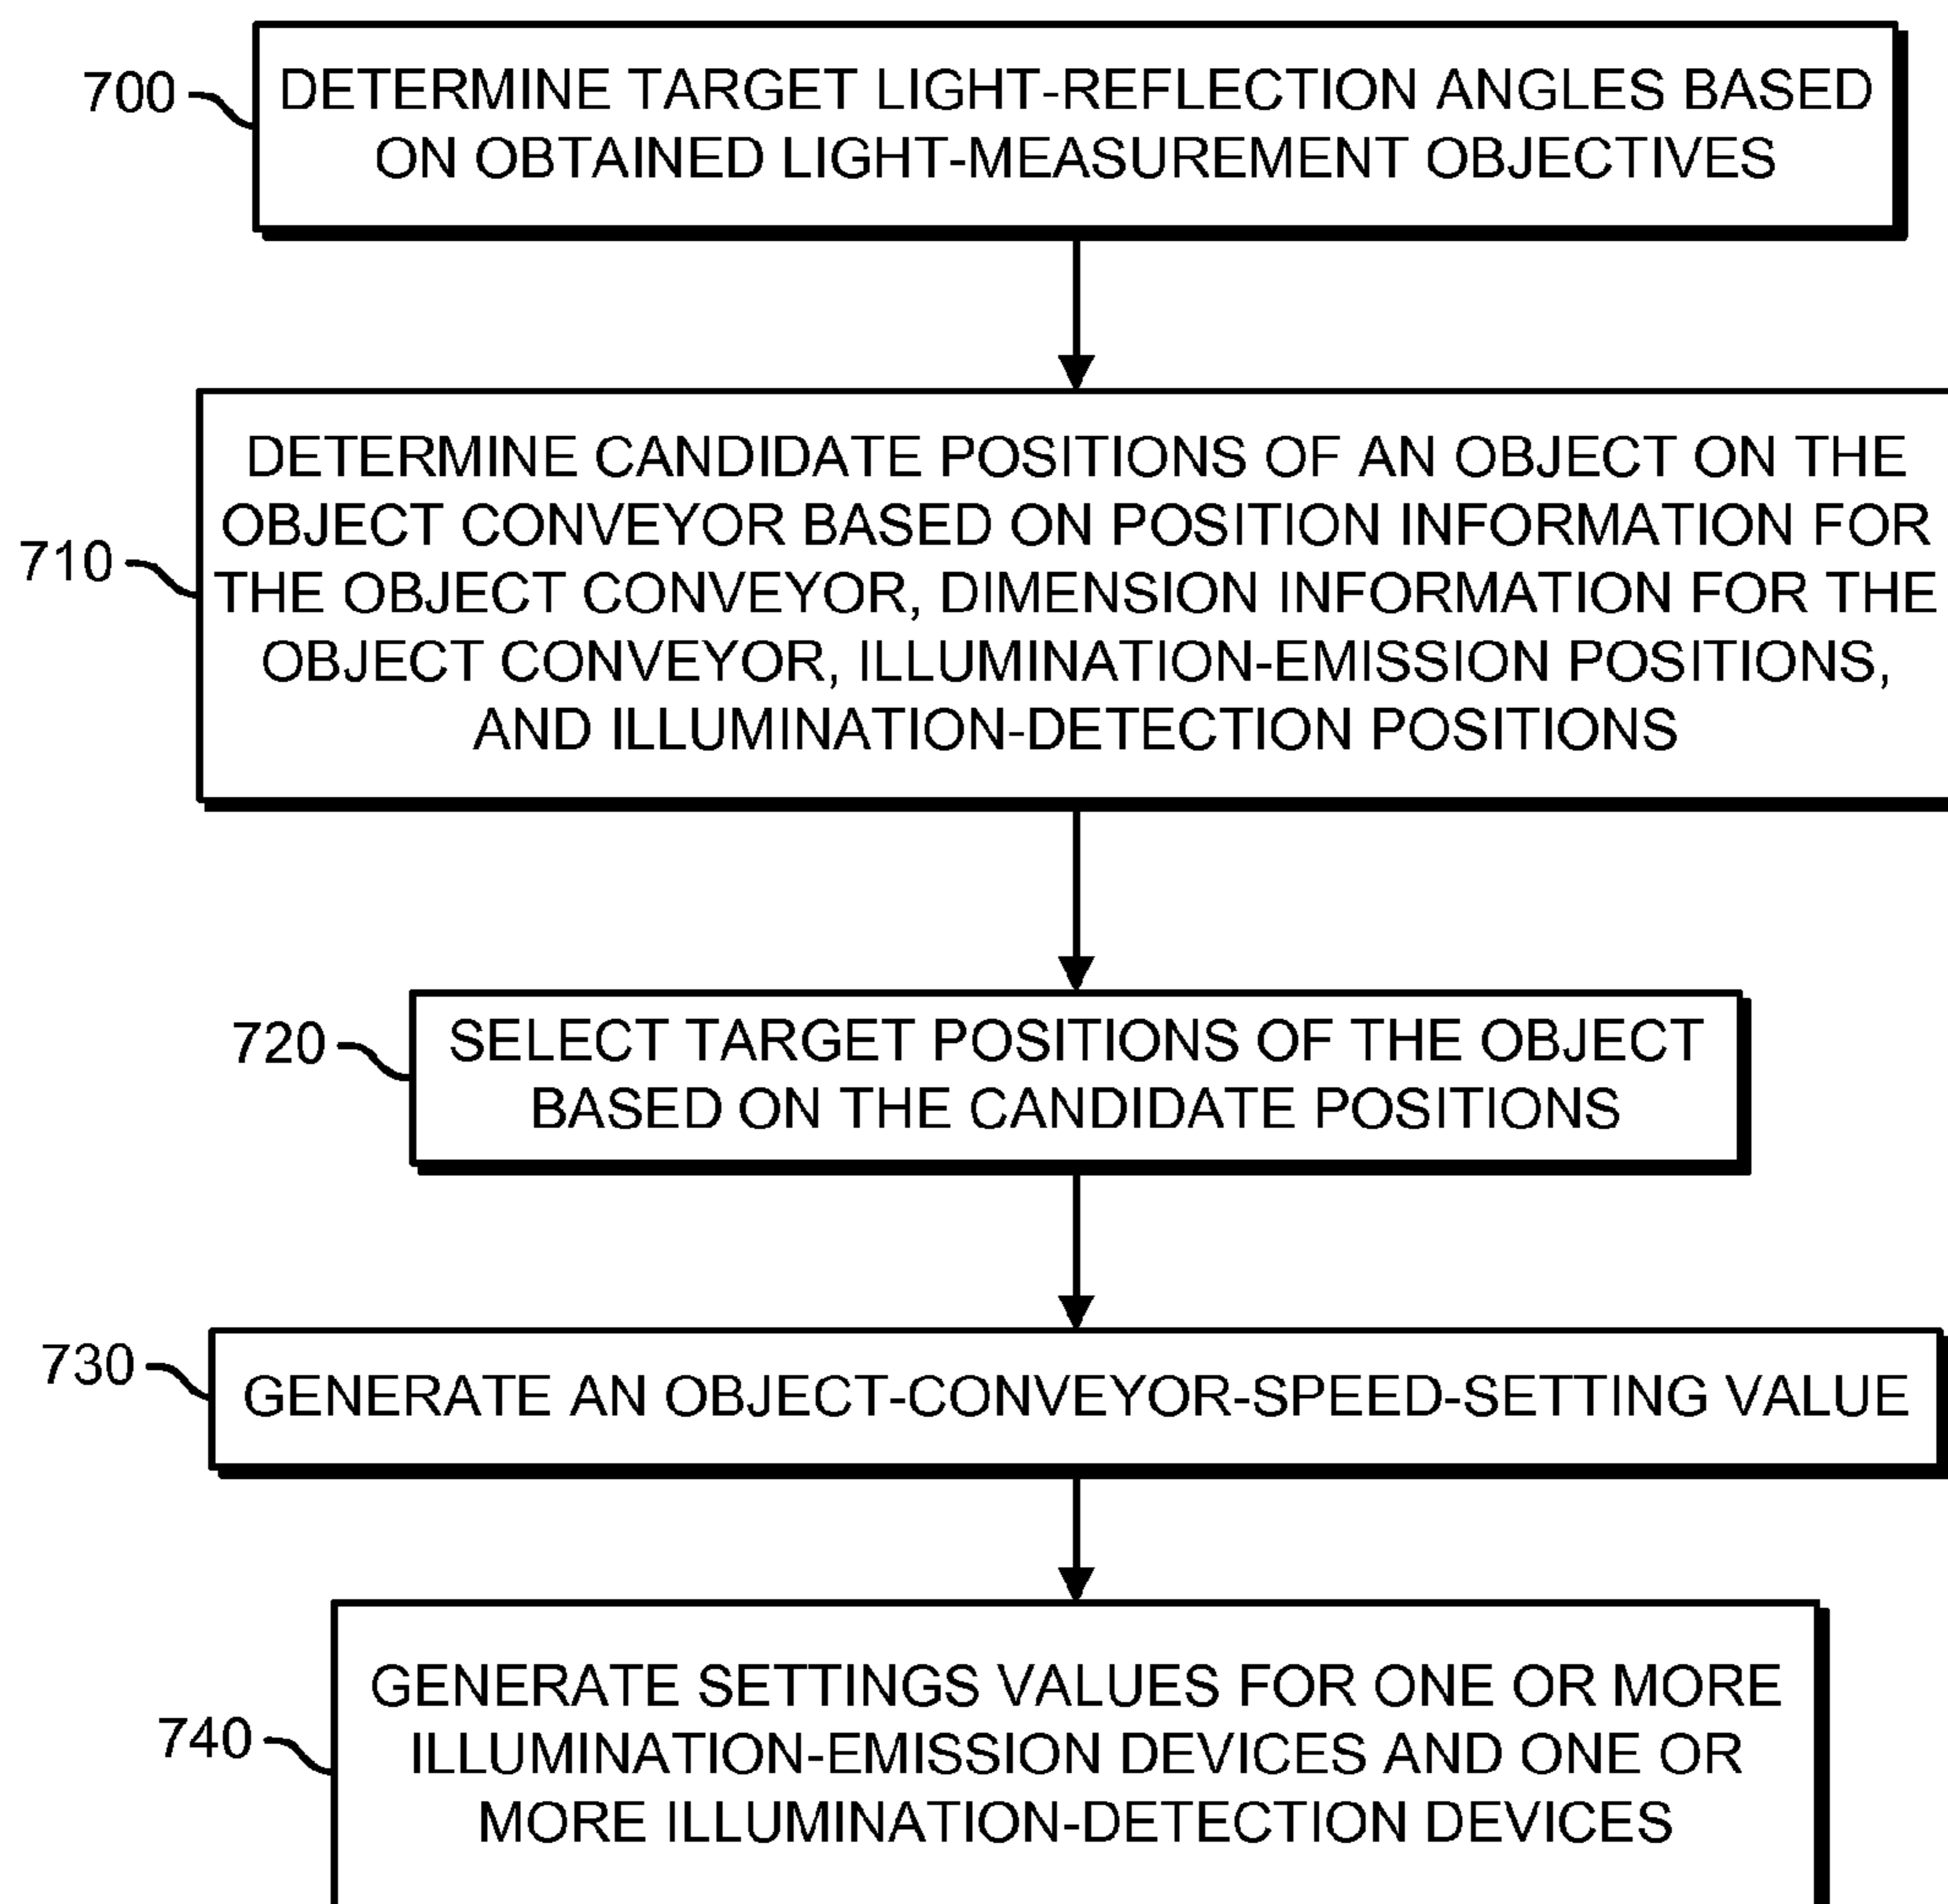 700
DETERMINE TARGET LIGHT-REFLECTION ANGLES BASED
ON OBTAINED LIGHT-MEASUREMENT OBJECTIVES
710
DETERMINE CANDIDATE POSITIONS OF AN OBJECT ON THE
OBJECT CONVEYOR BASED ON POSITION INFORMATION FOR
THE OBJECT CONVEYOR, DIMENSION INFORMATION FOR THE
OBJECT CONVEYOR, ILLUMINATION-EMISSION POSITIONS,
AND ILLUMINATION-DETECTION POSITIONS
720
SELECT TARGET POSITIONS OF THE OBJECT
BASED ON THE CANDIDATE POSITIONS
730
GENERATE AN OBJECT-CONVEYOR-SPEED-SETTING VALUE
740
GENERATE SETTINGS VALUES FOR ONE OR MORE
ILLUMINATION-EMISSION DEVICES AND ONE OR
MORE ILLUMINATION-DETECTION DEVICES